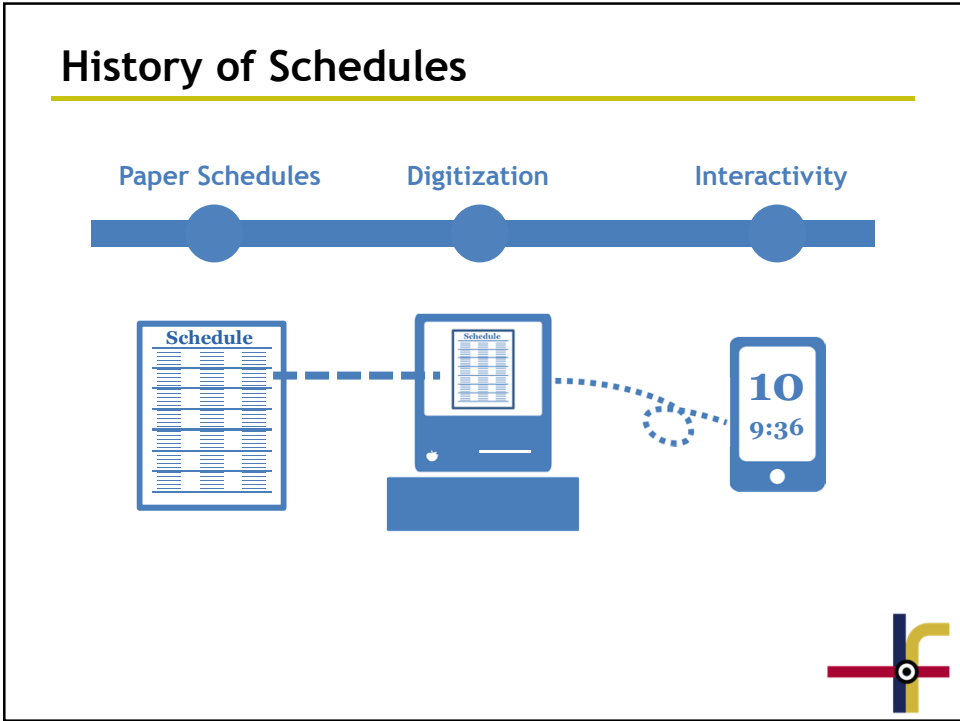 History of Schedules
Paper Schedules
Digitization
Interactivity
Schedule
Schedule
10
9:36